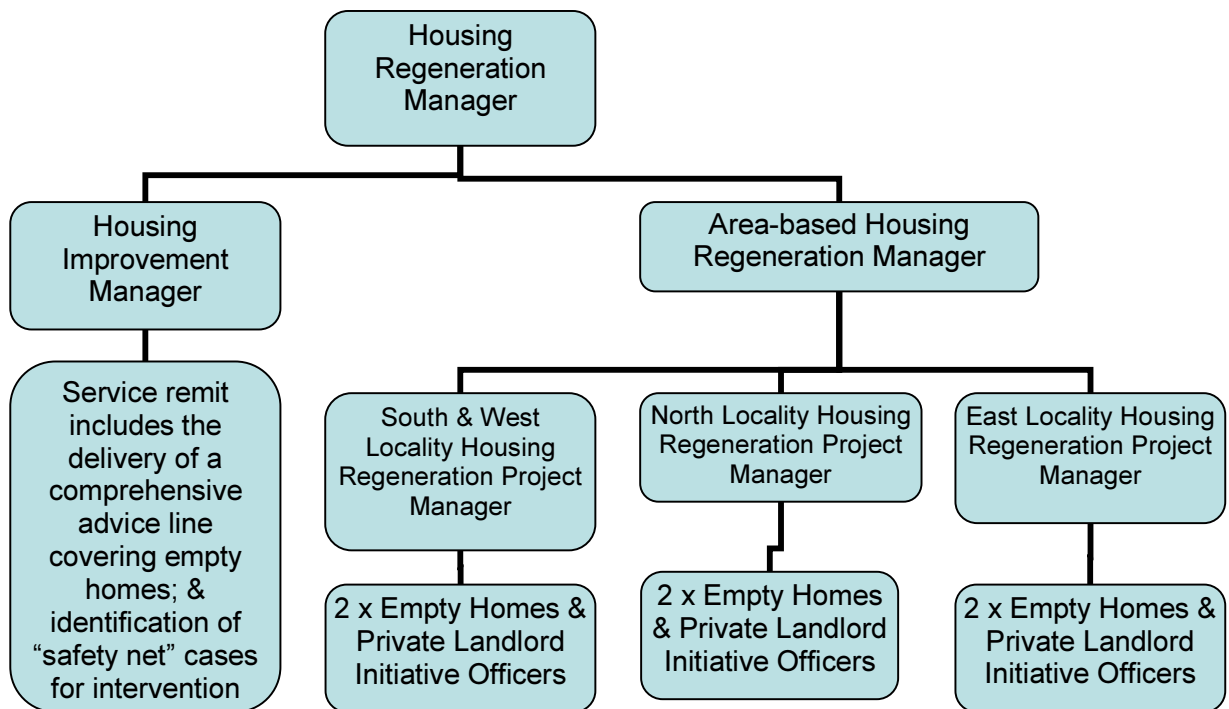 Housing
Regeneration
Manager
Housing
Improvement
Manager
Area-based Housing
Regeneration Manager
Service remit
includes the
delivery of a
comprehensive
advice line
covering empty
homes; &
identification of
“safety net” cases
for intervention
South & West
Locality Housing
Regeneration Project
Manager
North Locality Housing
Regeneration Project
Manager
East Locality Housing
Regeneration Project
Manager
2 x Empty Homes &
Private Landlord
Initiative Officers
2 x Empty Homes
& Private Landlord
Initiative Officers
2 x Empty Homes &
Private Landlord
Initiative Officers